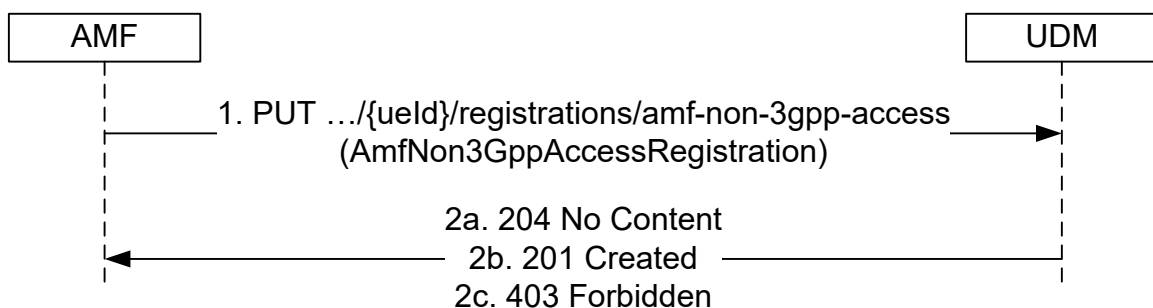 AMF
UDM
1. PUT …/{ueId}/registrations/amf-non-3gpp-access
(AmfNon3GppAccessRegistration)
2a. 204 No Content
2b. 201 Created
2c. 403 Forbidden